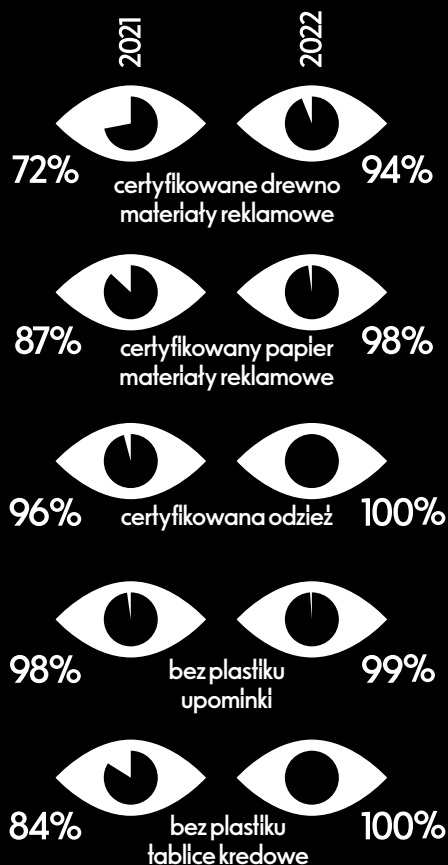 2021 2022
72% 94%
certyfikowane drewno
materiały reklamowe
87% 98%
certyfikowany papier
materiały reklamowe
96% certyfikowana odzież 100%
98% bez plastiku 99%
upominki
84% bez plastiku 100%
tablice kredowe